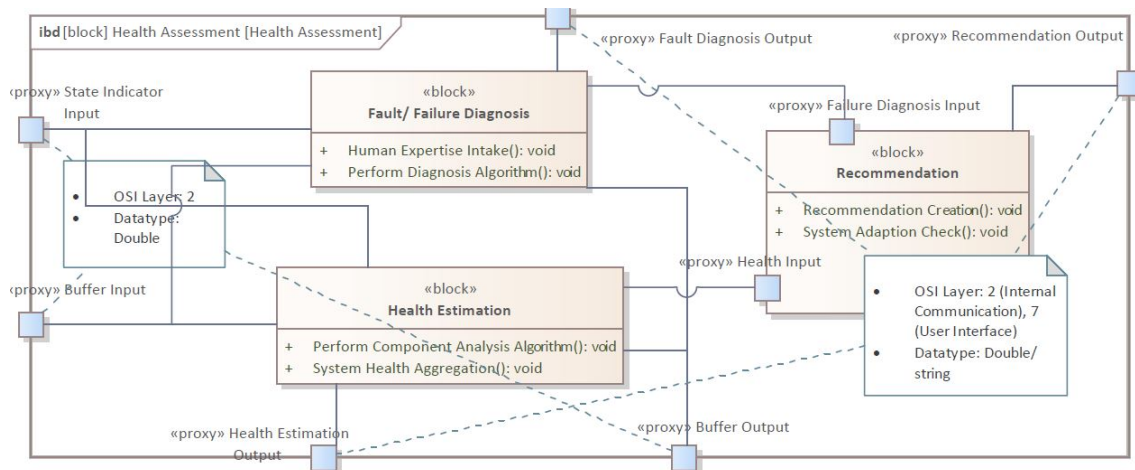 ibd [block] Health Assessment [Health Assessment]
«proxy» Fault Diagnosis Output
«proxy» Recommendation Output
«proxy» State Indicator
Input
«block»
Fault/ Failure Diagnosis
+ Human Expertise Intake(): void
+ Perform Diagnosis Algorithm(): void
«proxy» Failure Diagnosis Input
«block»
Recommendation
+ Recommendation Creation(): void
+ System Adaption Check(): void
• OSI Layer: 2
• Datatype:
Double
«proxy» Health Input
«proxy» Buffer Input
«block»
Health Estimation
+ Perform Component Analysis Algorithm(): void
+ System Health Aggregation(): void
• OSI Layer: 2 (Internal
Communication), 7
(User Interface)
• Datatype: Double/
string
«proxy» Health Estimation
Output
«proxy» Buffer Output